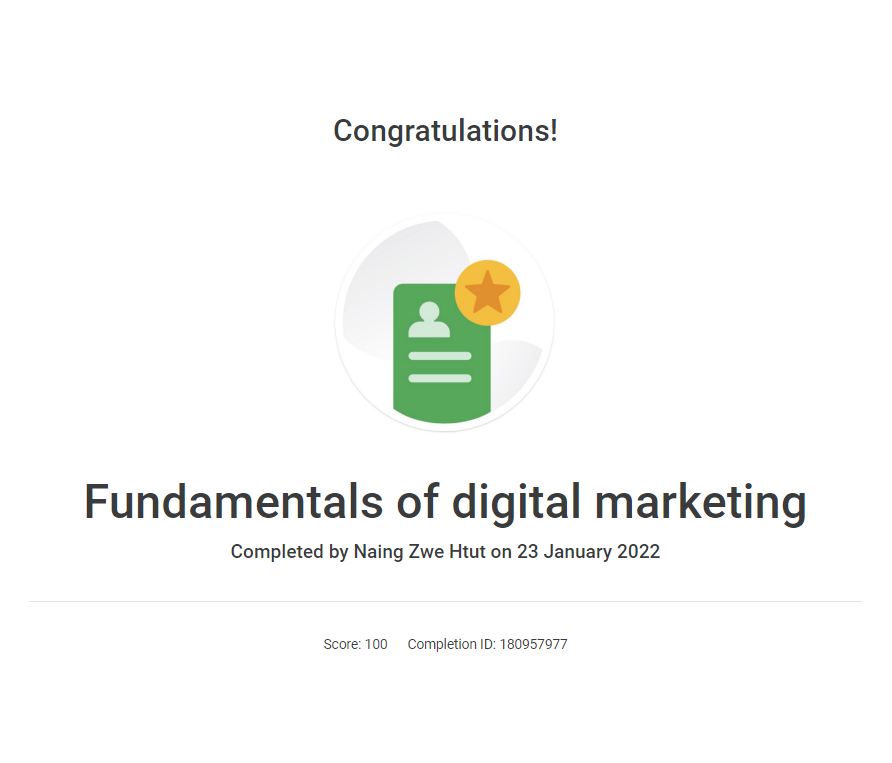 Congratulations!
Fundamentals of digital marketing
Completed by Naing Zwe Htut on 23 January 2022
Score: 100 Completion ID: 180957977